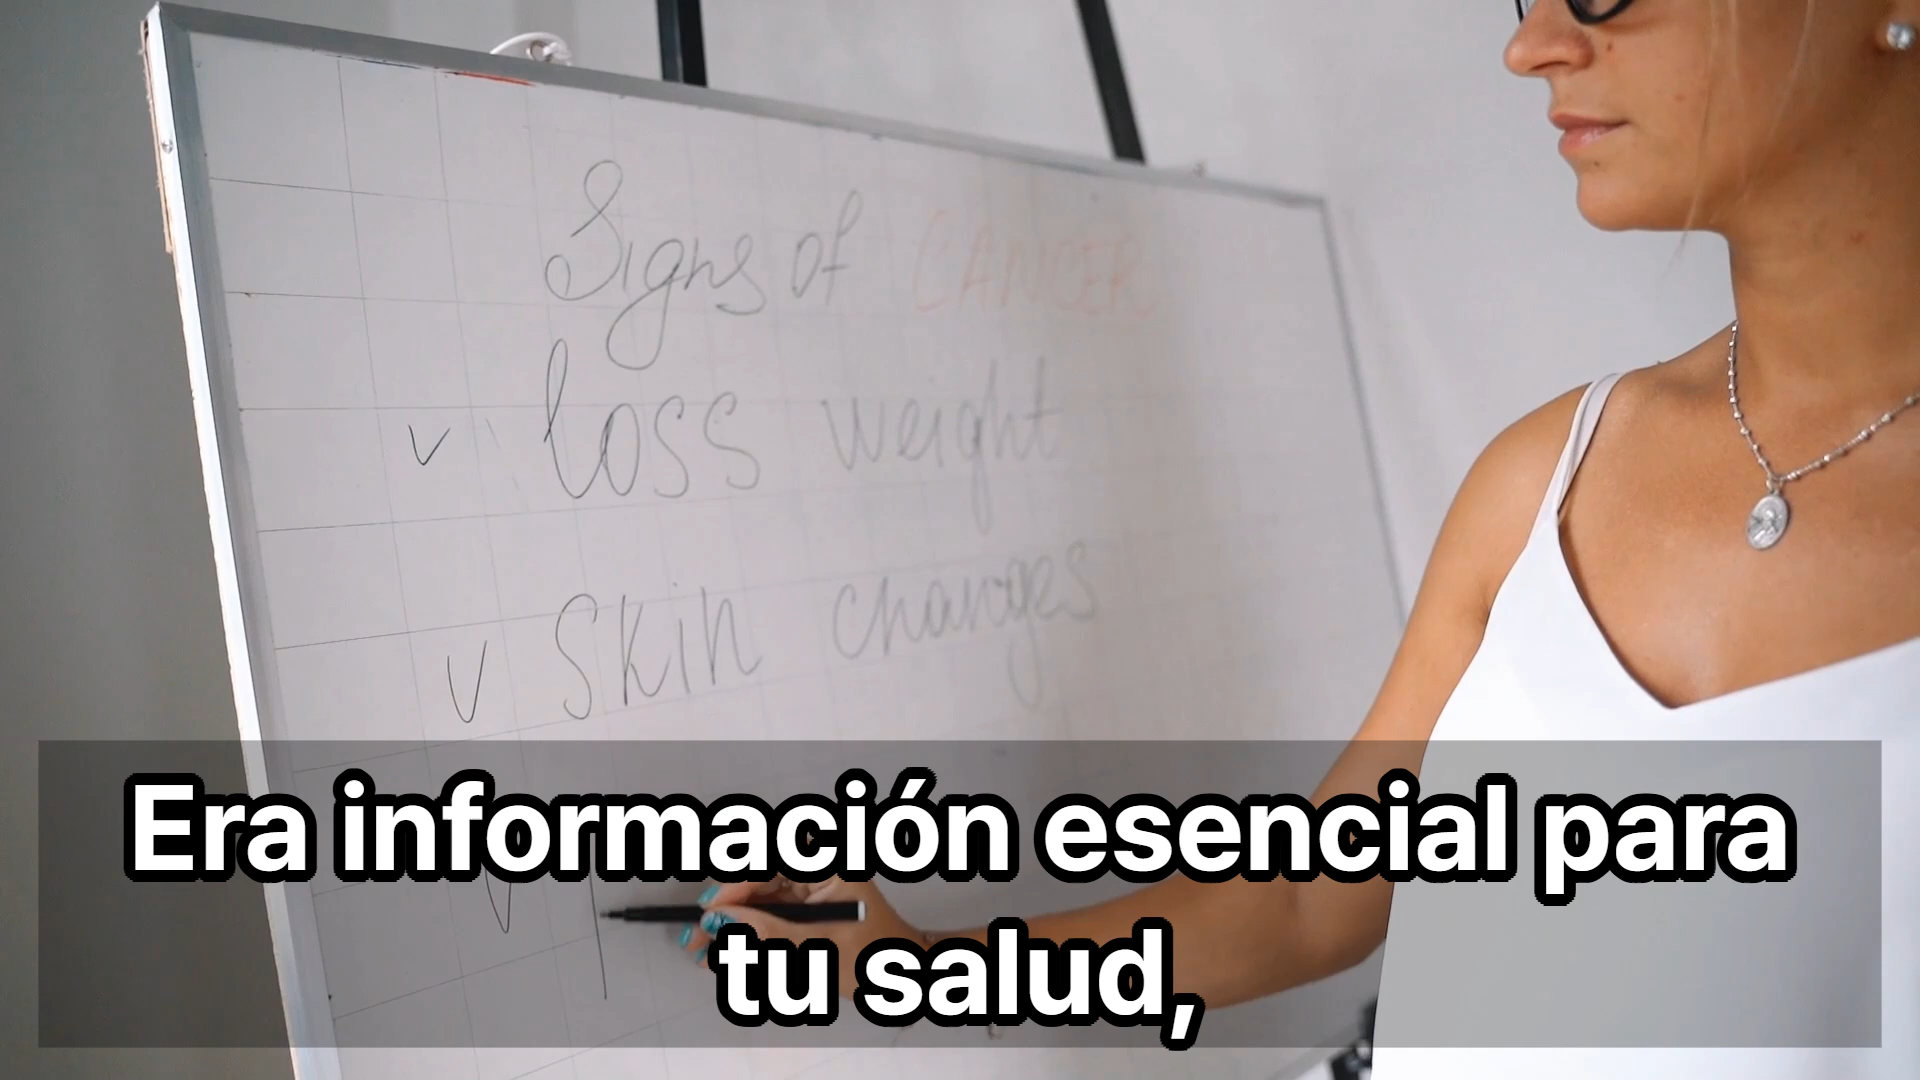 Signs of CANCER
loss weight
skin changes
Era información esencial para
tu salud,